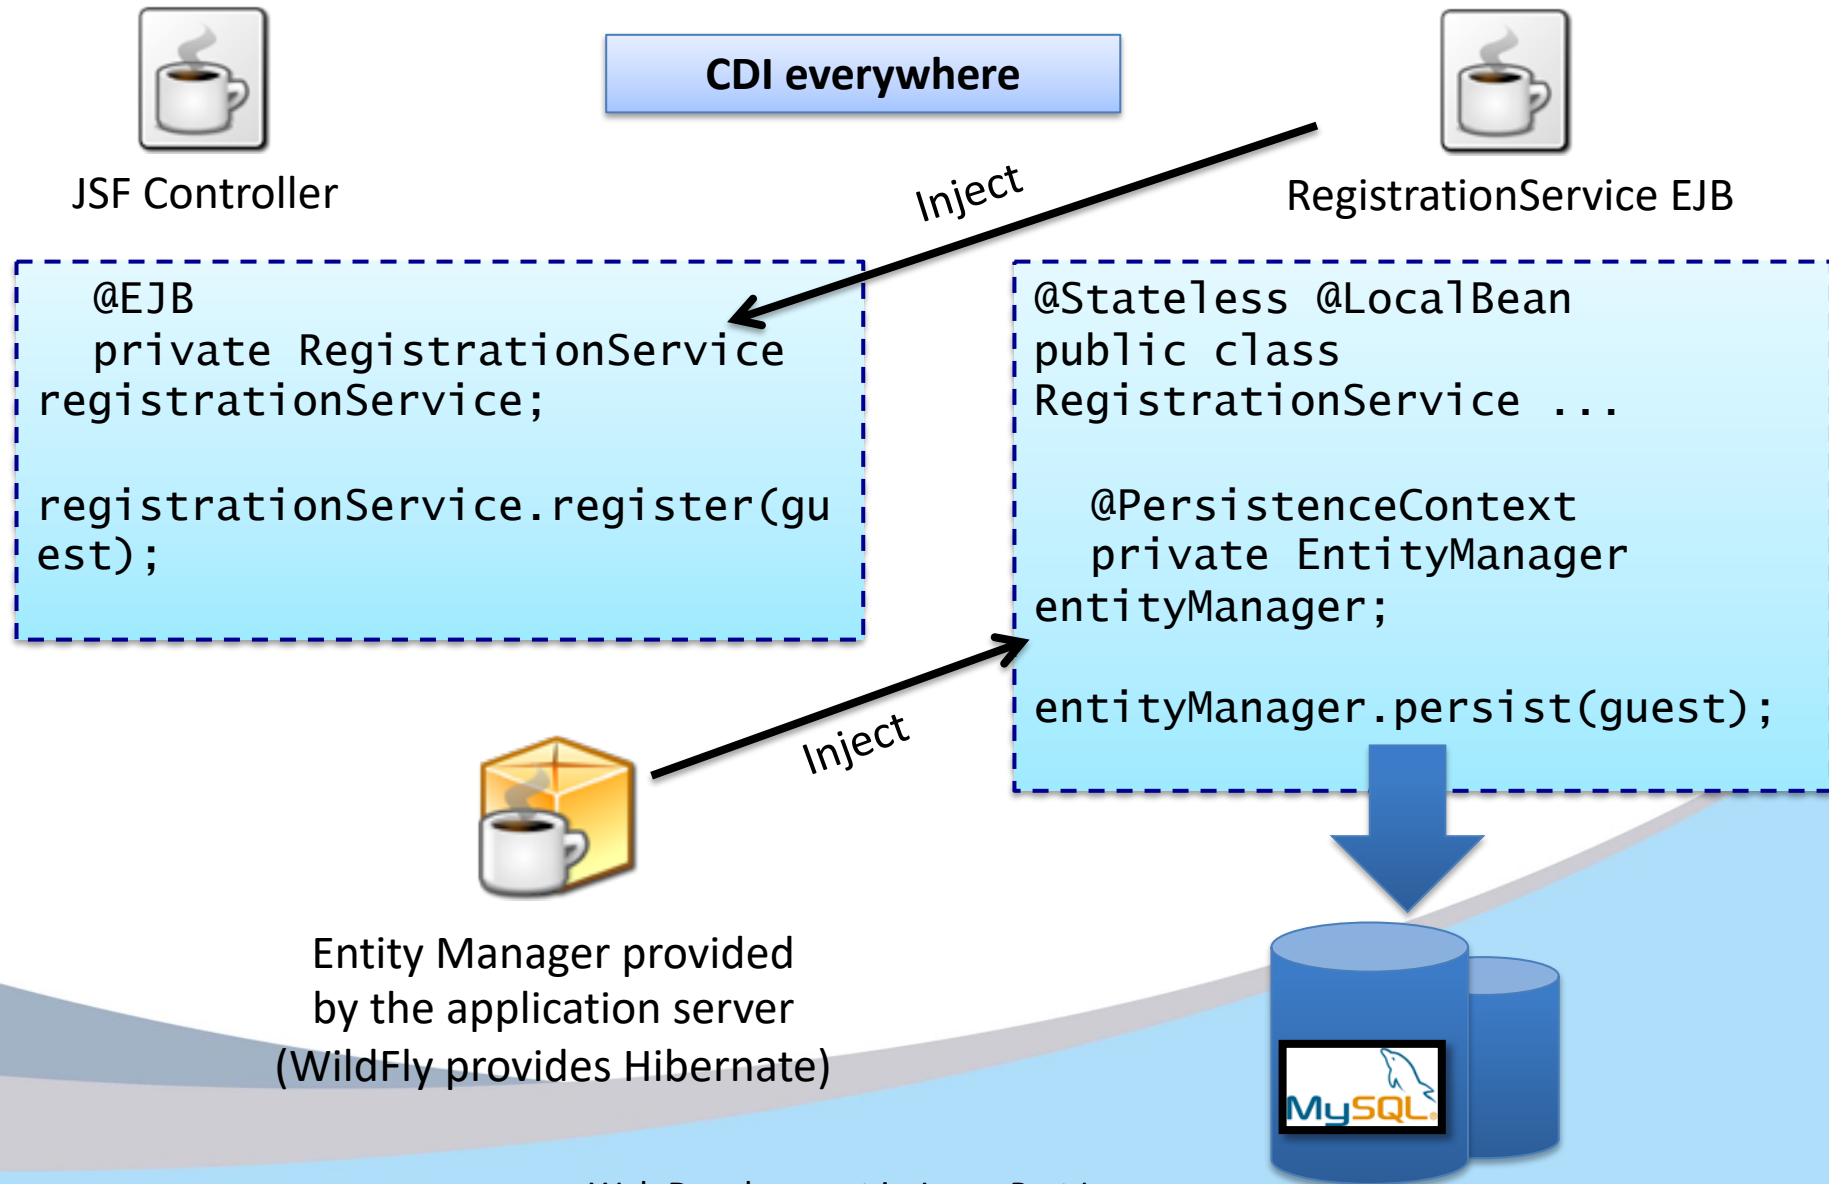 CDI everywhere
JSF Controller
RegistrationService EJB
Inject
@EJB
private RegistrationService
registrationService;
registrationService.register(gu
est);
@Stateless @LocalBean
public class
RegistrationService ...
@PersistenceContext
private EntityManager
entityManager;
entityManager.persist(guest);
Inject
Entity Manager provided
by the application server
(WildFly provides Hibernate)
MySQL